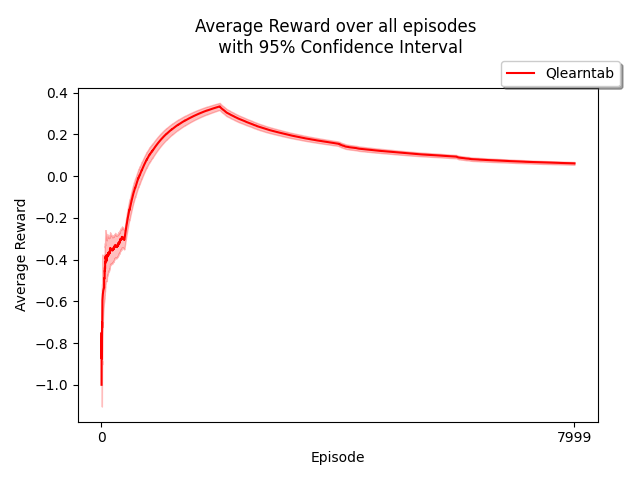 Average Reward over all episodes
with 95% Confidence Interval
Qlearntab
0.4
0.2
0.0
−0.2
−0.4
−0.6
−0.8
−1.0
Average Reward
0 7999
Episode